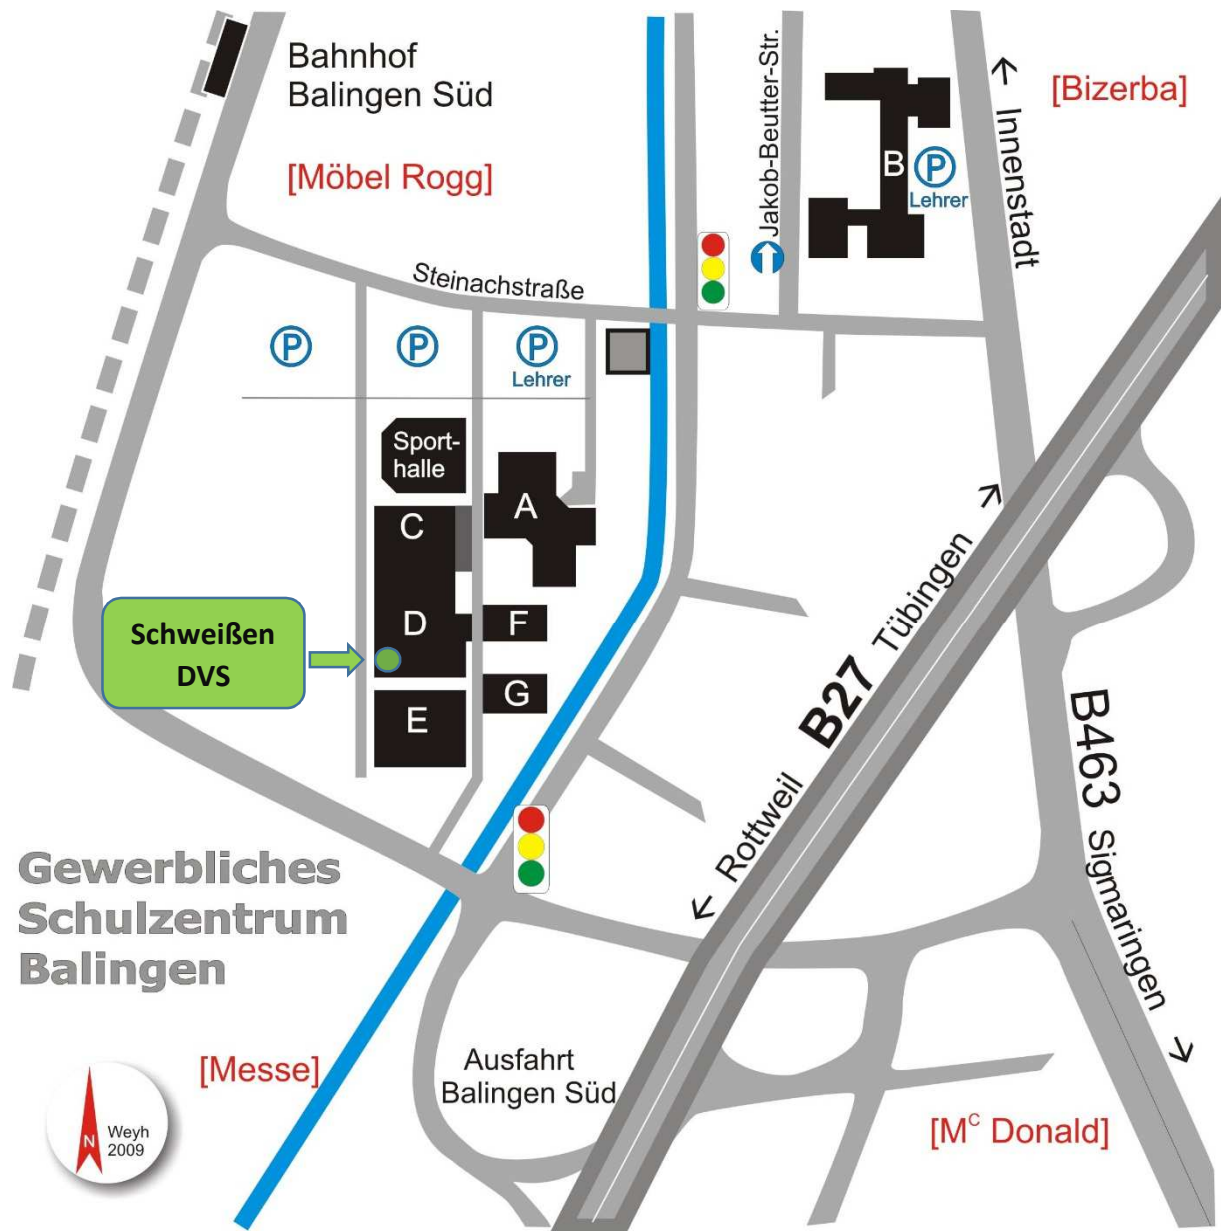 Bahnhof
Balingen Süd
[Möbel Rogg]
Jakob-Beutter-Str.
B
P
Lehrer
← Innenstadt
[Bizerba]
Steinachstraße
P
P
P
Lehrer
Sport-
halle
A
C
D
F
G
E
Schweißen
DVS
← Rottweil B27 Tübingen →
B463 Sigmaringen →
Gewerbliches
Schulzentrum
Balingen
[Messe]
Ausfahrt
Balingen Süd
[Mc Donald]
N
Weyh
2009